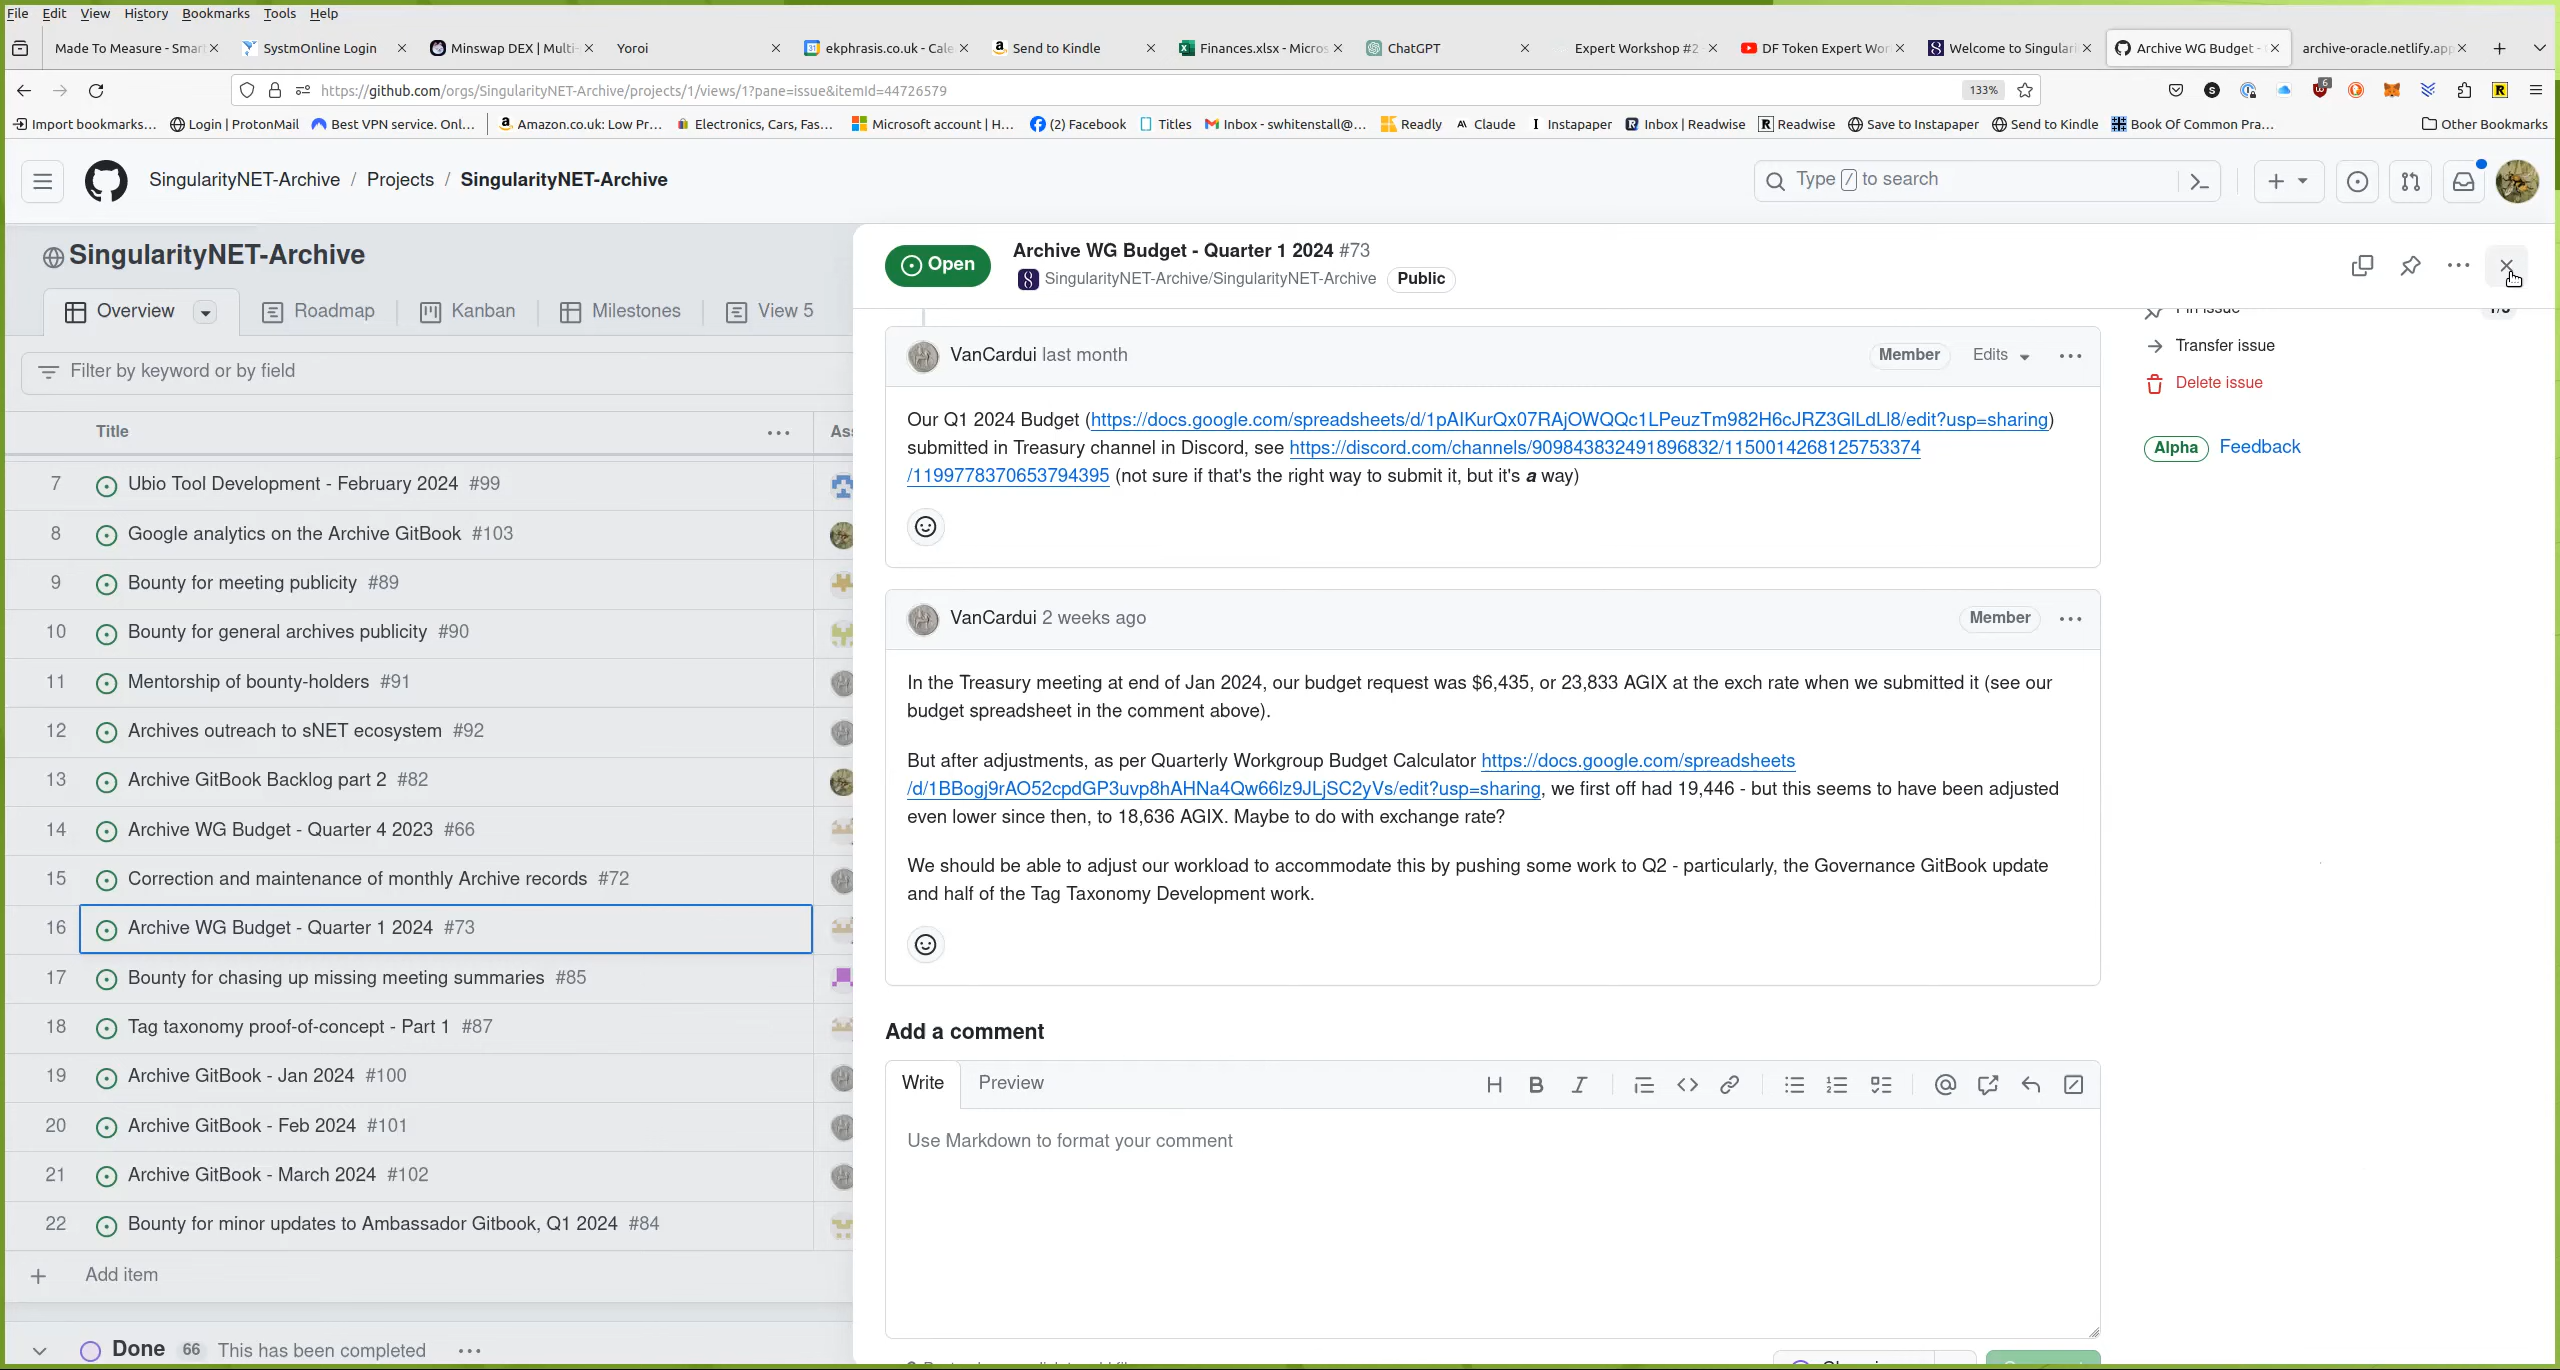 File Edit View History Bookmarks Tools Help
Made To Measure - Smar SystmOnline Login Minswap DEX | Multi- Yoroi ekphrasis.co.uk - Cale Send to Kindle Finances.xlsx - Micros ChatGPT Expert Workshop #2 - DF Token Expert Wor Welcome to Singulari Archive WG Budget - archive-oracle.netlify.app
https://github.com/orgs/SingularityNET-Archive/projects/1/views/1?pane=issue&itemId=44726579 133% 6
Import bookmarks... Login | ProtonMail Best VPN service. Onl... Amazon.co.uk: Low Pr... Electronics, Cars, Fas... Microsoft account | H... (2) Facebook Titles Inbox - swhitenstall@... Readly Claude Instapaper Inbox | Readwise Readwise Save to Instapaper Send to Kindle Book Of Common Pra... Other Bookmarks
SingularityNET-Archive / Projects / SingularityNET-Archive Type / to search
SingularityNET-Archive
Overview Roadmap Kanban Milestones View 5
Filter by keyword or by field
Title ... Ass
7 Ubio Tool Development - February 2024 #99
8 Google analytics on the Archive GitBook #103
9 Bounty for meeting publicity #89
10 Bounty for general archives publicity #90
11 Mentorship of bounty-holders #91
12 Archives outreach to sNET ecosystem #92
13 Archive GitBook Backlog part 2 #82
14 Archive WG Budget - Quarter 4 2023 #66
15 Correction and maintenance of monthly Archive records #72
16 Archive WG Budget - Quarter 1 2024 #73
17 Bounty for chasing up missing meeting summaries #85
18 Tag taxonomy proof-of-concept - Part 1 #87
19 Archive GitBook - Jan 2024 #100
20 Archive GitBook - Feb 2024 #101
21 Archive GitBook - March 2024 #102
22 Bounty for minor updates to Ambassador Gitbook, Q1 2024 #84
+ Add item
Done 66 This has been completed ...
Open Archive WG Budget - Quarter 1 2024 #73
SingularityNET-Archive/SingularityNET-Archive Public
VanCardui last month Member Edits ...
Our Q1 2024 Budget (https://docs.google.com/spreadsheets/d/1pAIKurQx07RAjOWQQc1LPeuzTm982H6cJRZ3GlLdLl8/edit?usp=sharing)
submitted in Treasury channel in Discord, see https://discord.com/channels/909843832491896832/1150014268125753374
/1199778370653794395 (not sure if that's the right way to submit it, but it's a way)
VanCardui 2 weeks ago Member ...
In the Treasury meeting at end of Jan 2024, our budget request was $6,435, or 23,833 AGIX at the exch rate when we submitted it (see our
budget spreadsheet in the comment above).
But after adjustments, as per Quarterly Workgroup Budget Calculator https://docs.google.com/spreadsheets
/d/1BBogj9rAO52cpdGP3uvp8hAHNa4Qw66lz9JLjSC2yVs/edit?usp=sharing, we first off had 19,446 - but this seems to have been adjusted
even lower since then, to 18,636 AGIX. Maybe to do with exchange rate?
We should be able to adjust our workload to accommodate this by pushing some work to Q2 - particularly, the Governance GitBook update
and half of the Tag Taxonomy Development work.
Add a comment
Write Preview
Use Markdown to format your comment
Pin issue
Transfer issue
Delete issue
Alpha Feedback